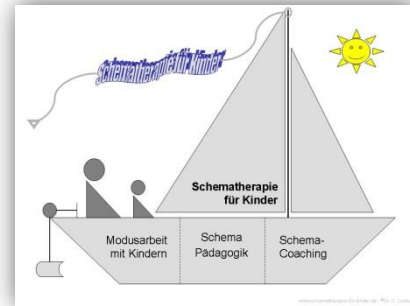 Schematherapie für Kinder
Schematherapie
für Kinder
Modusarbeit
mit Kindern
Schema
Pädagogik
Schema-
Coaching